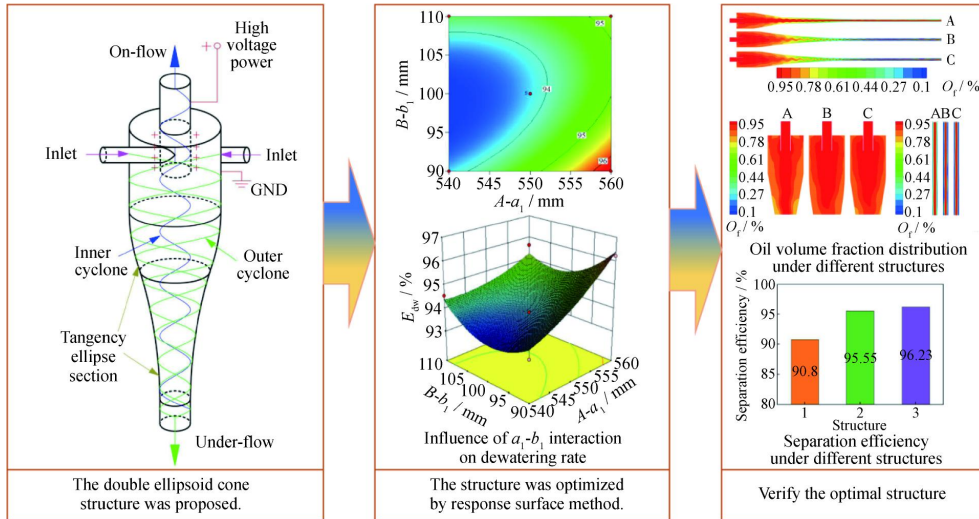 On-flow
High
voltage
power
+
Inlet
Inlet
GND
Inner
cyclone
Outer
cyclone
Tangency
ellipse
section
Under-flow
The double ellipsoid cone
structure was proposed.
110
105
100
95
90
B-b₁ / mm
95
94
95
96
540 545 550 555 560
A-a₁ / mm
97
96
95
94
93
E_dw / %
110
105
100
95
90
B-b₁ / mm
540
545
550
555
560
A-a₁ / mm
Influence of a₁-b₁ interaction
on dewatering rate
The structure was optimized
by response surface method.
A
B
C
O_f / %
0.95 0.78 0.61 0.44 0.27 0.1
A B C
0.95
0.78
0.61
0.44
0.27
0.1
O_f / %
0.95
0.78
0.61
0.44
0.27
0.1
O_f / %
A B C
Oil volume fraction distribution
under different structures
Separation efficiency / %
100
95
90
85
80
90.8
95.55
96.23
1 2 3
Structure
Separation efficiency
under different structures
Verify the optimal structure